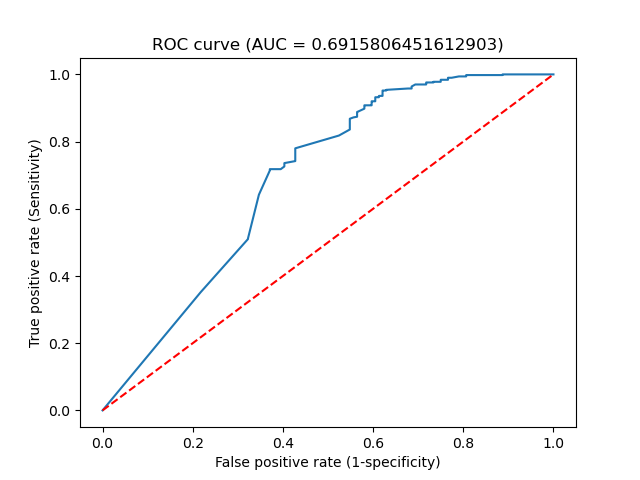 ROC curve (AUC = 0.6915806451612903)
1.0
0.8
0.6
0.4
0.2
0.0
True positive rate (Sensitivity)
0.0 0.2 0.4 0.6 0.8 1.0
False positive rate (1-specificity)